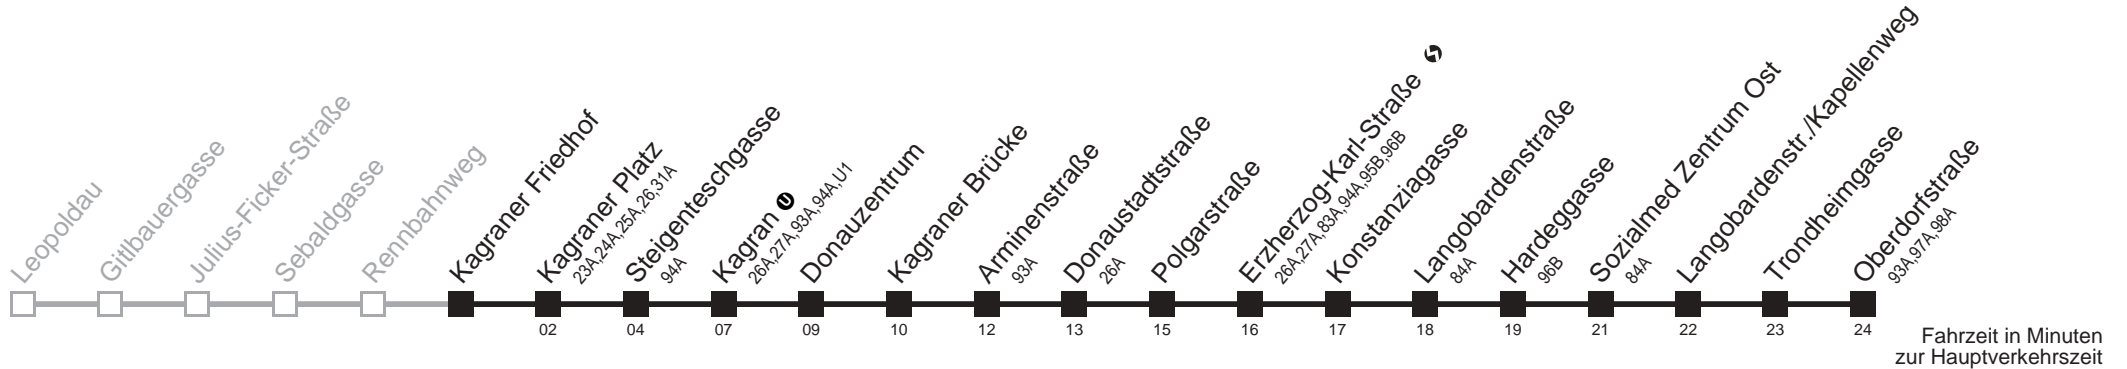 Leopoldau
Gitlbauergasse
Julius-Ficker-Straße
Sebaldgasse
Rennbahnweg
Kagraner Friedhof
Kagraner Platz
23A,24A,25A,26,31A
02
Steigenteschgasse
94A
04
Kagran U
26A,27A,93A,94A,U1
07
Donauzentrum
09
Kagraner Brücke
10
Arminenstraße
93A
12
Donaustadtstraße
26A
13
Polgarstraße
15
Erzherzog-Karl-Straße
26A,27A,83A,94A,95B,96B
16
Konstanziagasse
17
Langobardenstraße
84A
18
Hardeggasse
96B
19
Sozialmed Zentrum Ost
84A
21
Langobardenstr./Kapellenweg
22
Trondheimgasse
23
Oberdorfstraße
93A,97A,98A
24
Fahrzeit in Minuten
zur Hauptverkehrszeit